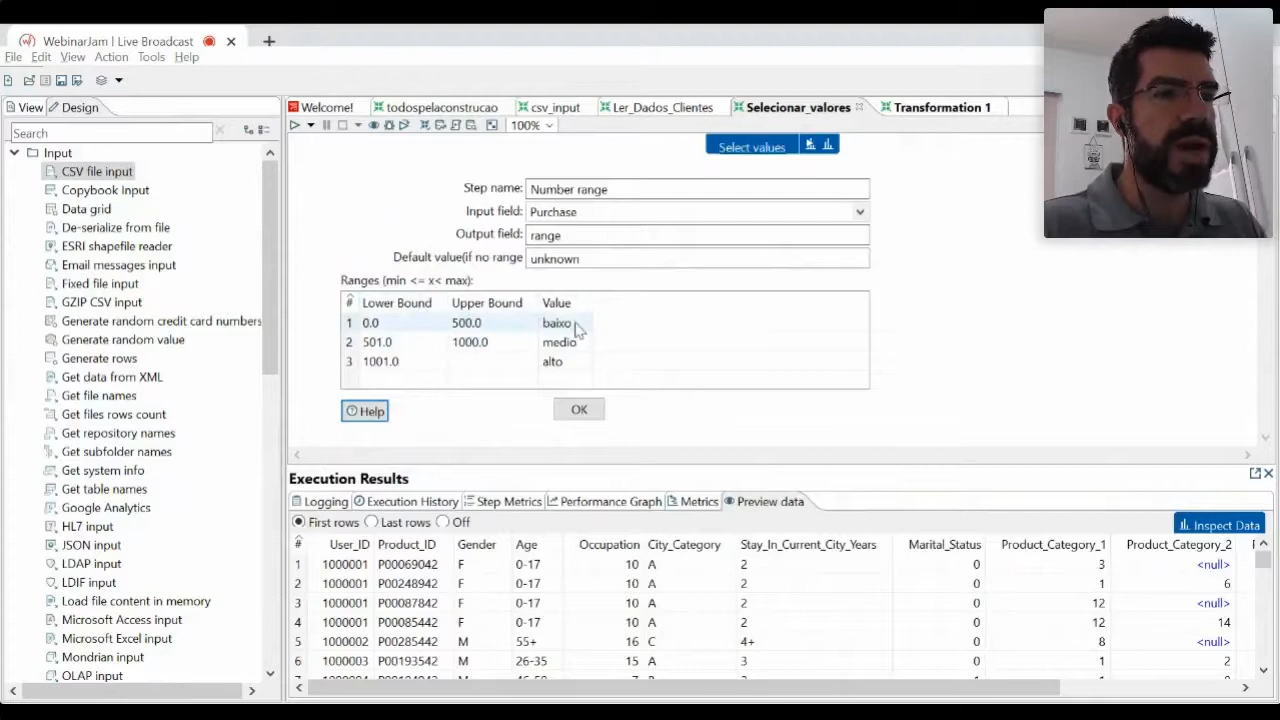 WebinarJam | Live Broadcast
File Edit View Action Tools Help
100%
View Design
Welcome! todospelaconstrucao csv_input Ler_Dados_Clientes Selecionar_valores Transformation 1
Search
Select values
Input
CSV file input
Copybook Input
Data grid
De-serialize from file
ESRI shapefile reader
Email messages input
Fixed file input
GZIP CSV input
Generate random credit card numbers
Generate random value
Generate rows
Get data from XML
Get file names
Get files rows count
Get repository names
Get subfolder names
Get system info
Get table names
Google Analytics
HL7 input
JSON input
LDAP input
LDIF input
Load file content in memory
Microsoft Access input
Microsoft Excel input
Mondrian input
OLAP input
Step name: Number range
Input field: Purchase
Output field: range
Default value(if no range unknown
Ranges (min <= x< max):
# Lower Bound Upper Bound Value
1 0.0 500.0 baixo
2 501.0 1000.0 medio
3 1001.0 alto
Help OK
Execution Results
Logging Execution History Step Metrics Performance Graph Metrics Preview data
First rows Last rows Off
Inspect Data
# User_ID Product_ID Gender Age Occupation City_Category Stay_In_Current_City_Years Marital_Status Product_Category_1 Product_Category_2
1 1000001 P00069042 F 0-17 10 A 2 0 3 <null>
2 1000001 P00248942 F 0-17 10 A 2 0 1 6
3 1000001 P00087842 F 0-17 10 A 2 0 12 <null>
4 1000001 P00085442 F 0-17 10 A 2 0 12 14
5 1000002 P00285442 M 55+ 16 C 4+ 0 8 <null>
6 1000003 P00193542 M 26-35 15 A 3 0 1 2